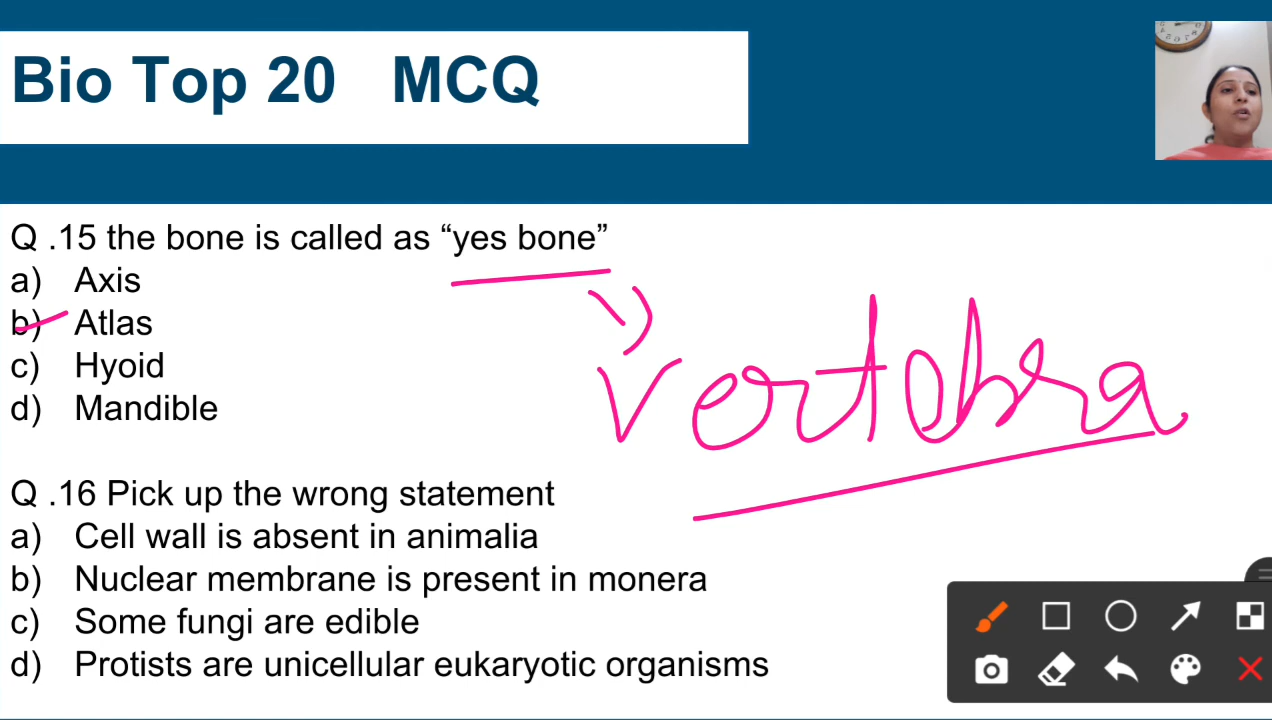 Bio Top 20 MCQ
Q .15 the bone is called as “yes bone”
a) Axis
b) Atlas
c) Hyoid
d) Mandible
vertebra
Q .16 Pick up the wrong statement
a) Cell wall is absent in animalia
b) Nuclear membrane is present in monera
c) Some fungi are edible
d) Protists are unicellular eukaryotic organisms